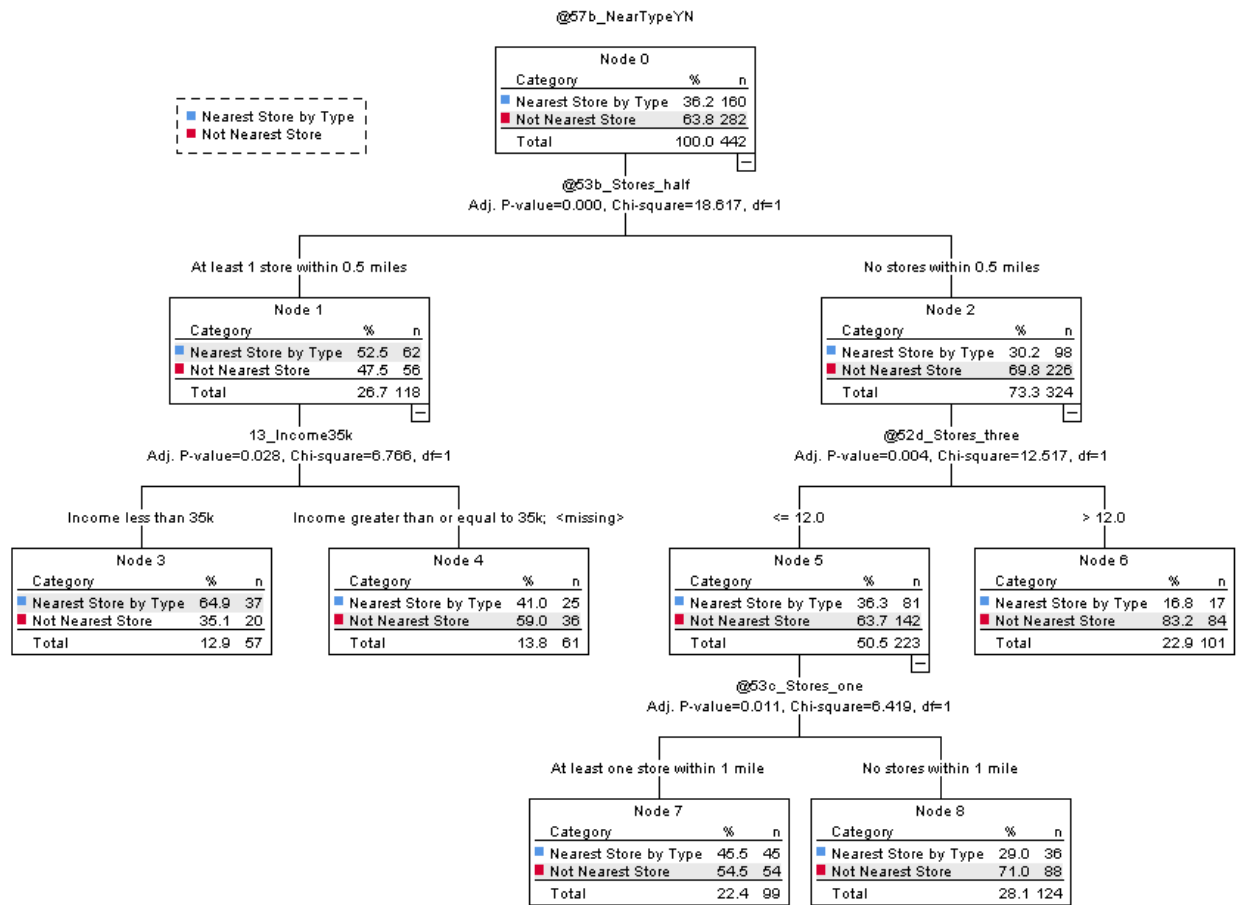 @57b_NearTypeYN
Node 0
Category % n
Nearest Store by Type 36.2 160
Not Nearest Store 63.8 282
Total 100.0 442
Nearest Store by Type
Not Nearest Store
@53b_Stores_half
Adj. P-value=0.000, Chi-square=18.617, df=1
At least 1 store within 0.5 miles
No stores within 0.5 miles
Node 1
Category % n
Nearest Store by Type 52.5 62
Not Nearest Store 47.5 56
Total 26.7 118
Node 2
Category % n
Nearest Store by Type 30.2 98
Not Nearest Store 69.8 226
Total 73.3 324
13_Income35k
Adj. P-value=0.028, Chi-square=6.766, df=1
@52d_Stores_three
Adj. P-value=0.004, Chi-square=12.517, df=1
Income less than 35k
Income greater than or equal to 35k; <missing>
<= 12.0
> 12.0
Node 3
Category % n
Nearest Store by Type 64.9 37
Not Nearest Store 35.1 20
Total 12.9 57
Node 4
Category % n
Nearest Store by Type 41.0 25
Not Nearest Store 59.0 36
Total 13.8 61
Node 5
Category % n
Nearest Store by Type 36.3 81
Not Nearest Store 63.7 142
Total 50.5 223
Node 6
Category % n
Nearest Store by Type 16.8 17
Not Nearest Store 83.2 84
Total 22.9 101
@53c_Stores_one
Adj. P-value=0.011, Chi-square=6.419, df=1
At least one store within 1 mile
No stores within 1 mile
Node 7
Category % n
Nearest Store by Type 45.5 45
Not Nearest Store 54.5 54
Total 22.4 99
Node 8
Category % n
Nearest Store by Type 29.0 36
Not Nearest Store 71.0 88
Total 28.1 124